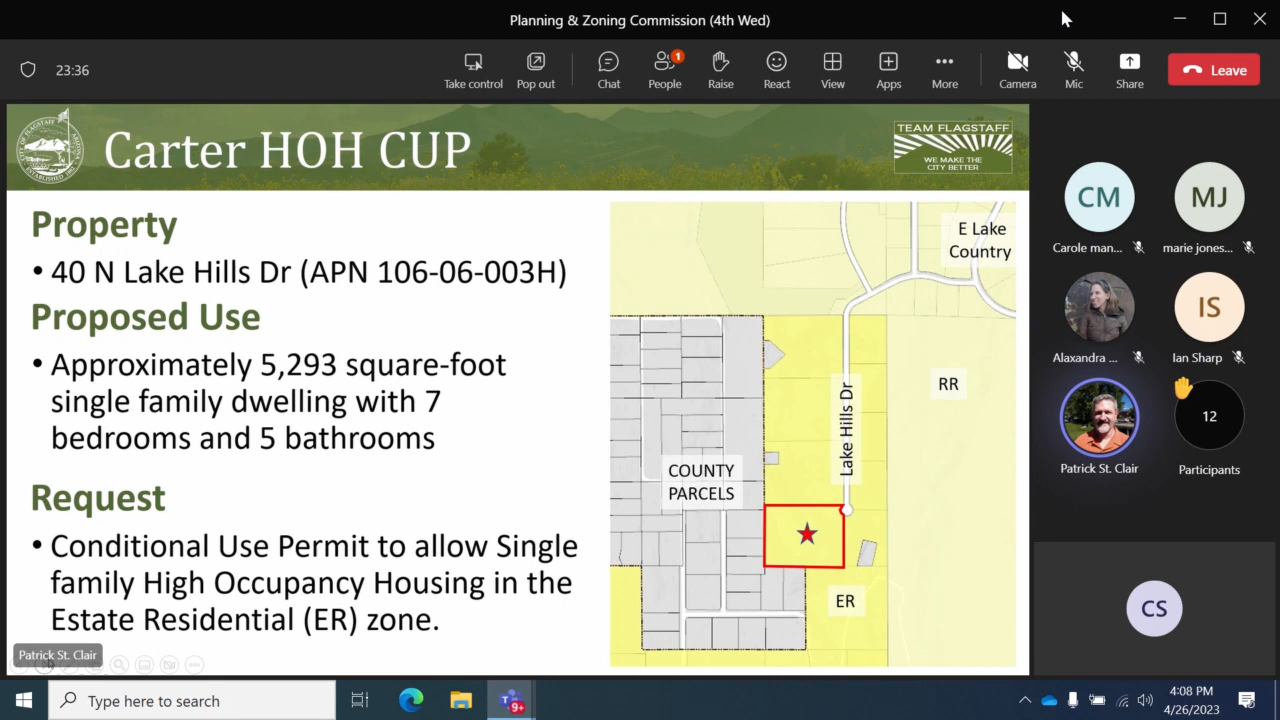 Planning & Zoning Commission (4th Wed)
23:36
Take control
Pop out
Chat
1
People
Raise
React
View
Apps
More
Camera
Mic
Share
Leave
Carter HOH CUP
TEAM FLAGSTAFF
WE MAKE THE
CITY BETTER
Property
• 40 N Lake Hills Dr (APN 106-06-003H)
Proposed Use
• Approximately 5,293 square-foot
single family dwelling with 7
bedrooms and 5 bathrooms
Request
• Conditional Use Permit to allow Single
family High Occupancy Housing in the
Estate Residential (ER) zone.
E Lake
Country
RR
Lake Hills Dr
COUNTY
PARCELS
ER
CM
Carole man...
MJ
marie jones...
Alaxandra ...
IS
Ian Sharp
Patrick St. Clair
12
Participants
CS
Patrick St. Clair
Type here to search
9+
4:08 PM
4/26/2023